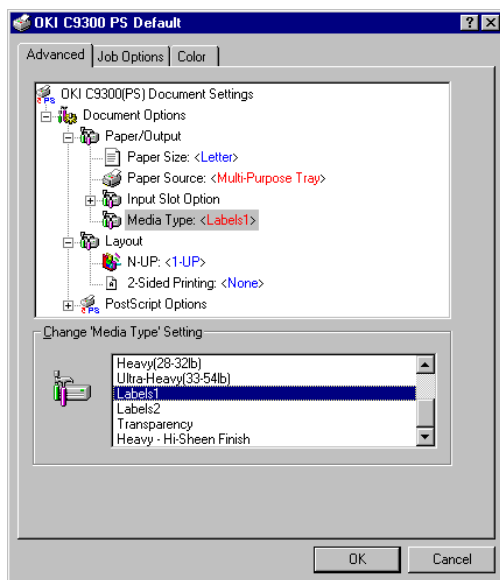 OKI C9300 PS Default
Advanced Job Options Color
OKI C9300(PS) Document Settings
Document Options
Paper/Output
Paper Size: <Letter>
Paper Source: <Multi-Purpose Tray>
Input Slot Option
Media Type: <Labels1>
Layout
N-UP: <1-UP>
2-Sided Printing: <None>
PostScript Options
Change 'Media Type' Setting
Heavy(28-32lb)
Ultra-Heavy(33-54lb)
Labels1
Labels2
Transparency
Heavy - Hi-Sheen Finish
OK Cancel